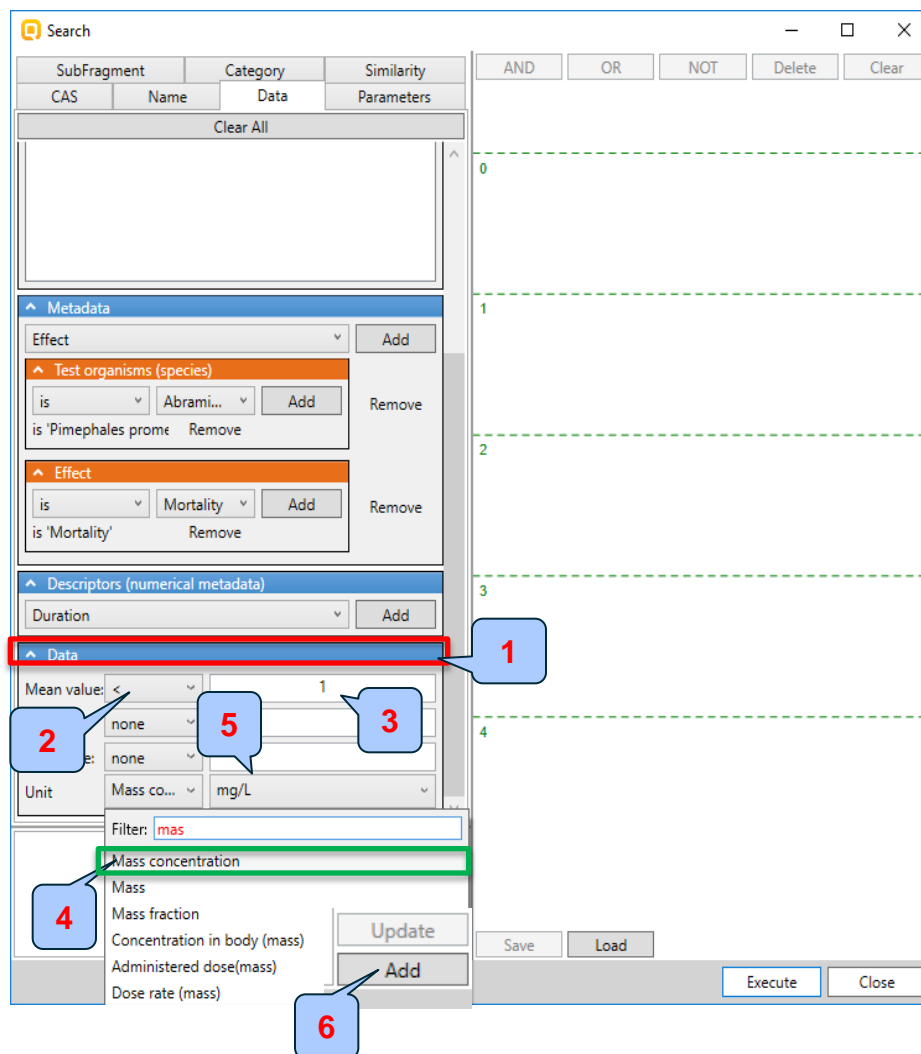 Search
SubFragment Category Similarity
CAS Name Data Parameters
Clear All
AND OR NOT Delete Clear
0
1
2
3
4
Metadata
Effect Add
Test organisms (species)
is Abrami... Add Remove
is 'Pimephales prome Remove
Effect
is Mortality Add Remove
is 'Mortality' Remove
Descriptors (numerical metadata)
Duration Add
Data
1
Mean value: < 1
2
none
5
3
e: none
Unit Mass co... mg/L
Filter: mas
Mass concentration
4
Mass
Mass fraction
Concentration in body (mass)
Administered dose(mass)
Dose rate (mass)
Update
Add
6
Save Load
Execute Close